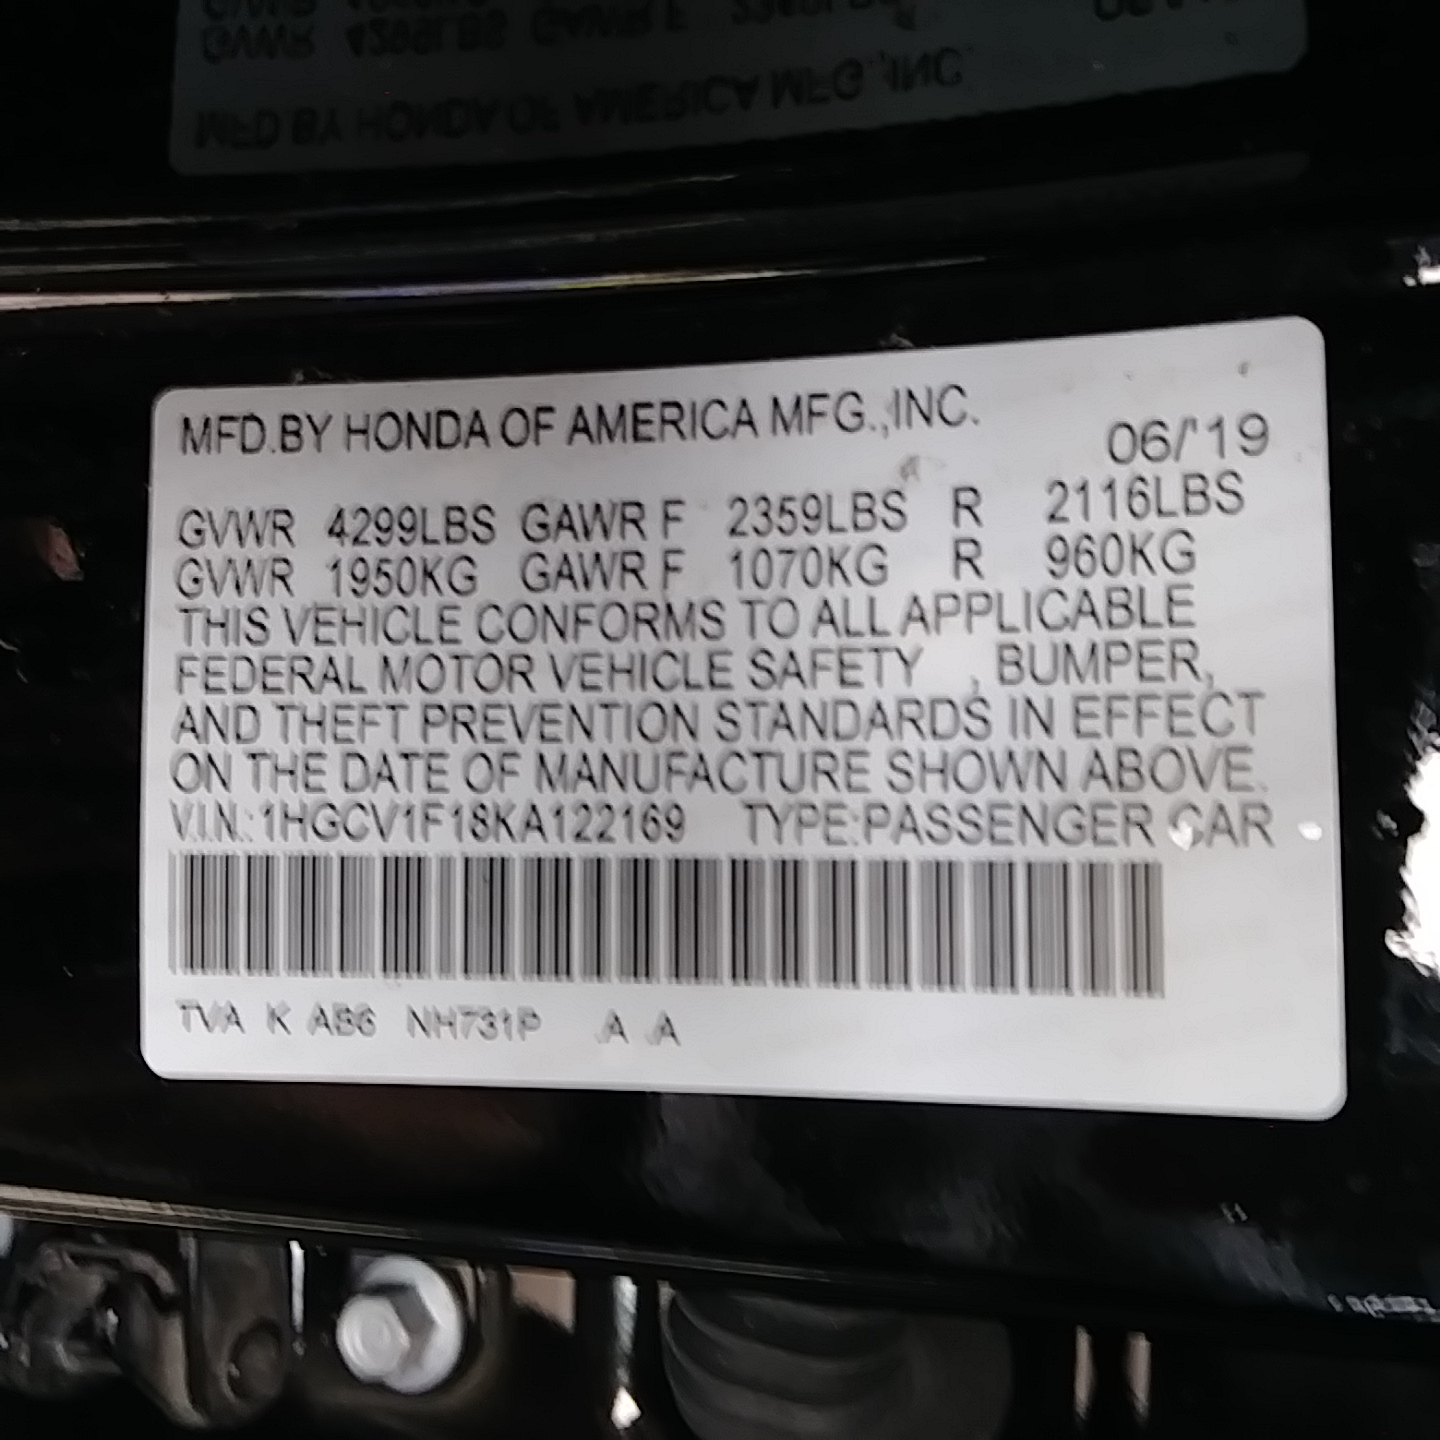 MFD.BY HONDA OF AMERICA MFG.,INC.
06/'19
GVWR 4299LBS GAWR F 2359LBS R 2116LBS
GVWR 1950KG GAWR F 1070KG R 960KG
THIS VEHICLE CONFORMS TO ALL APPLICABLE
FEDERAL MOTOR VEHICLE SAFETY , BUMPER,
AND THEFT PREVENTION STANDARDS IN EFFECT
ON THE DATE OF MANUFACTURE SHOWN ABOVE.
V.I.N.:1HGCV1F18KA122169 TYPE:PASSENGER CAR
TVA K AB6 NH731P A A